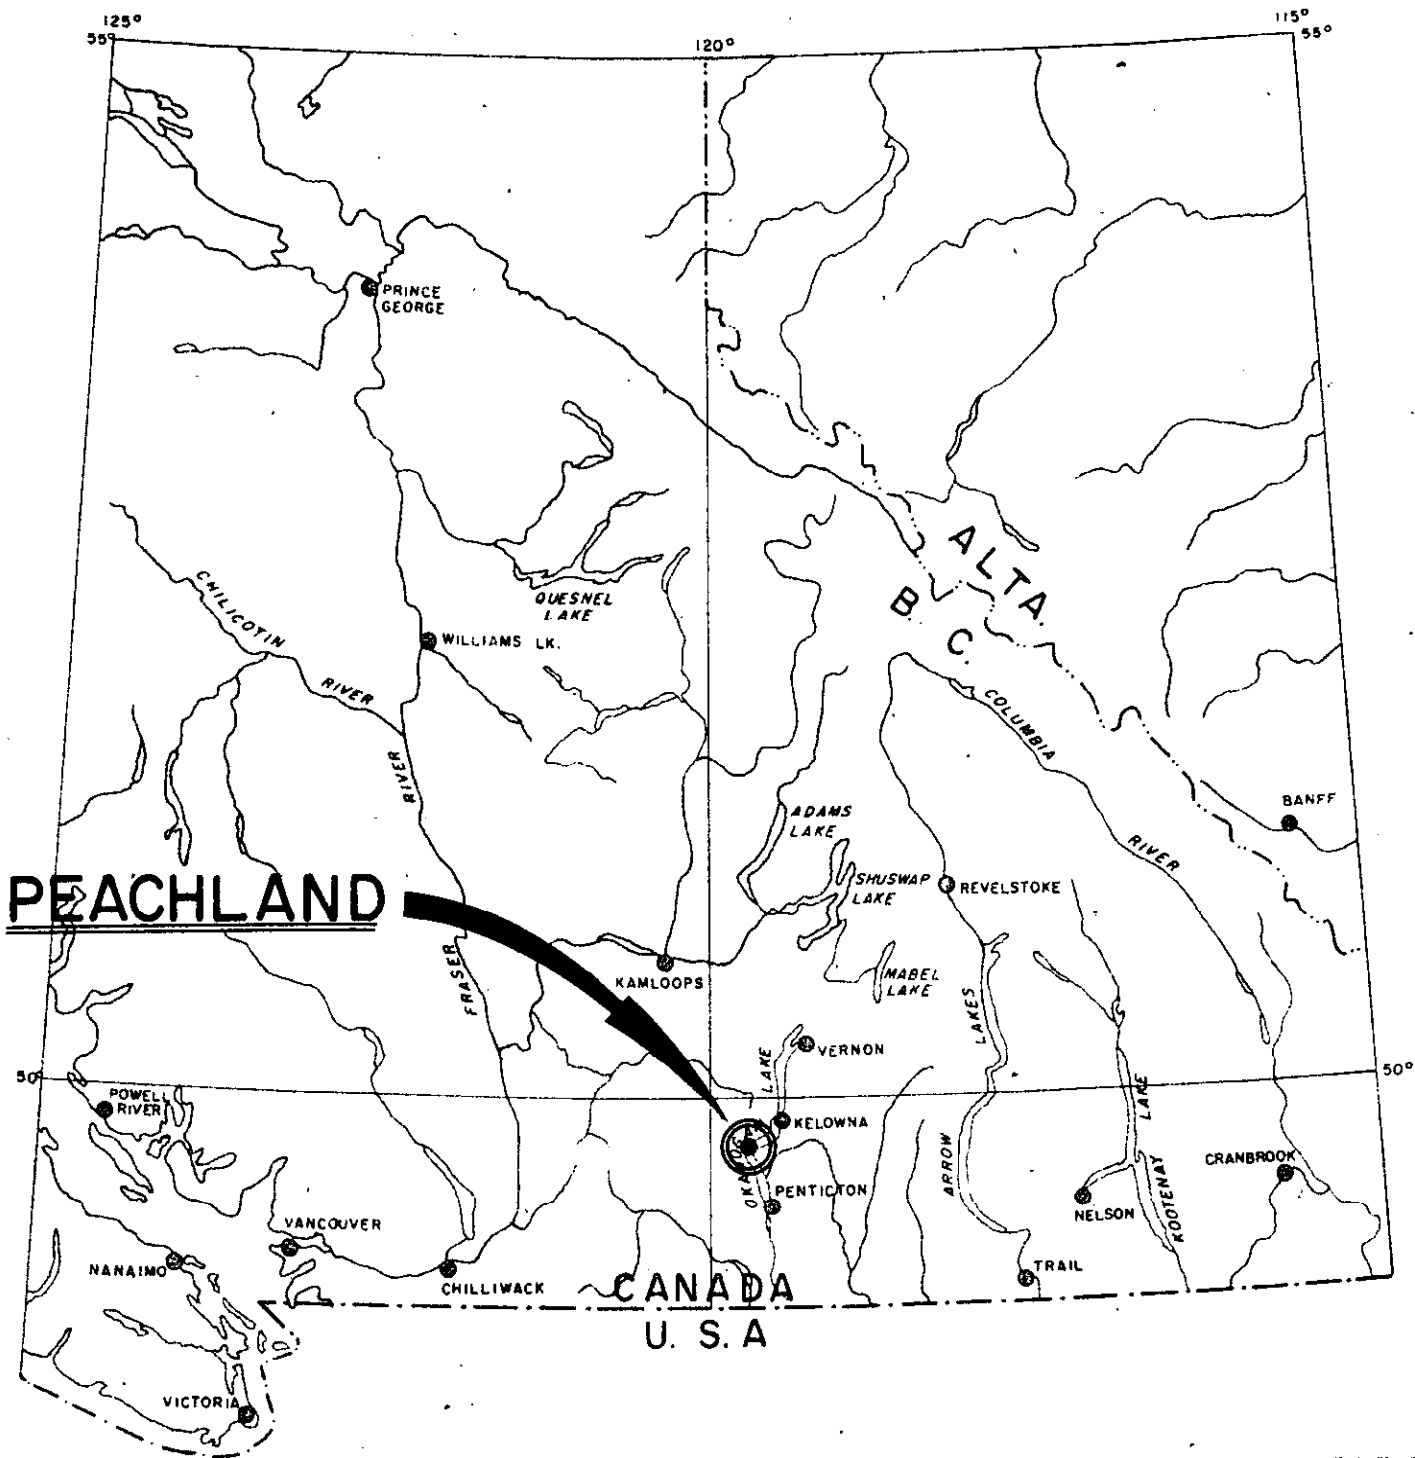 125°
55°
120°
115°
55°
PRINCE
GEORGE
ALTA.
B. C.
CHILICOTIN
RIVER
QUESNEL
LAKE
WILLIAMS LK.
RIVER
FRASER
COLUMBIA
RIVER
BANFF
ADAMS
LAKE
PEACHLAND
SHUSWAP
LAKE
REVELSTOKE
KAMLOOPS
MABEL
LAKE
LAKES
ARROW
VERNON
LAKE
50°
50°
POWELL
RIVER
KELOWNA
LAKE
KOOTENAY
CRANBROOK
PENTICTON
NELSON
VANCOUVER
NANAIMO
CHILLIWACK
TRAIL
CANADA
U. S. A
VICTORIA